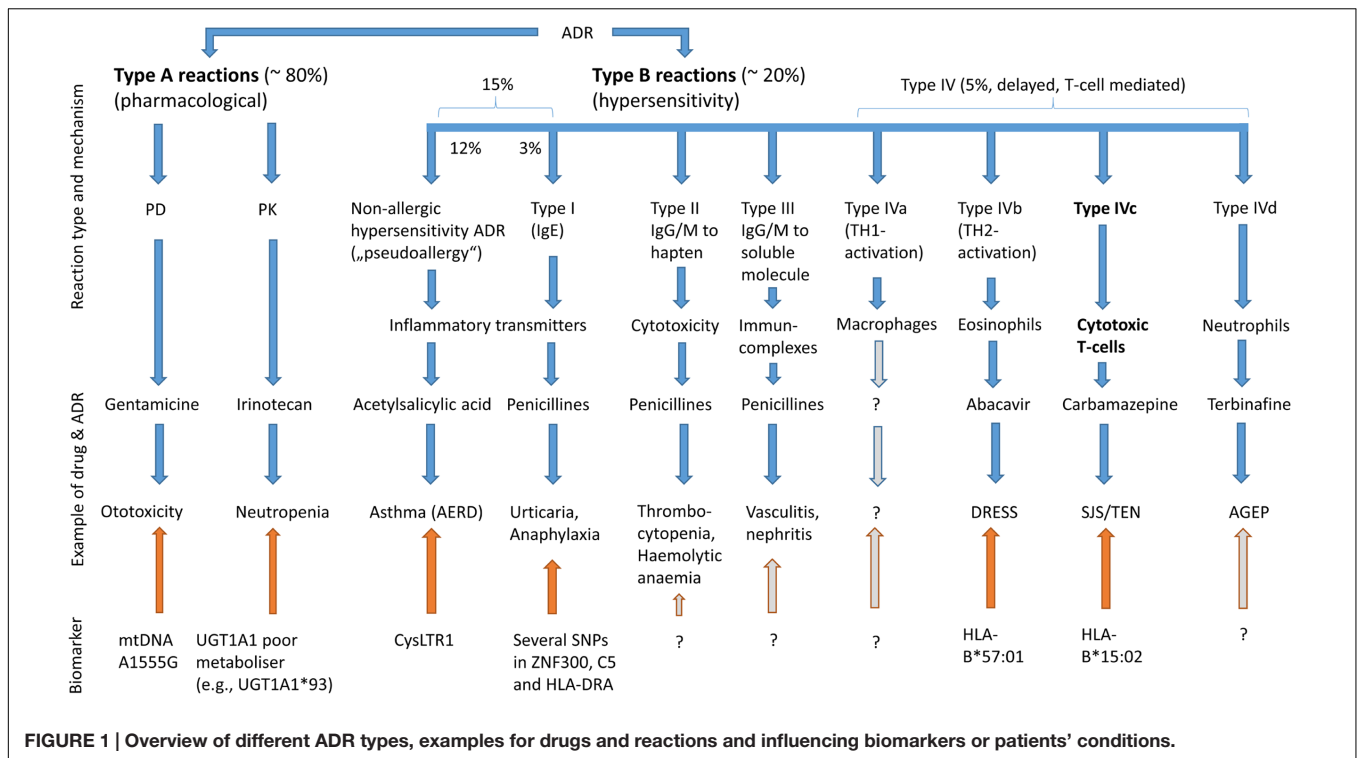 ADR
Type A reactions (~ 80%)
(pharmacological)
Type B reactions (~ 20%)
(hypersensitivity)
15%
Type IV (5%, delayed, T-cell mediated)
12%
3%
Reaction type and mechanism
PD
PK
Non-allergic
hypersensitivity ADR
(„pseudoallergy“)
Type I
(IgE)
Type II
IgG/M to
hapten
Type III
IgG/M to
soluble
molecule
Type IVa
(TH1-
activation)
Type IVb
(TH2-
activation)
Type IVc
Type IVd
Inflammatory transmitters
Cytotoxicity
Immun-
complexes
Macrophages
Eosinophils
Cytotoxic
T-cells
Neutrophils
Example of drug & ADR
Gentamicine
Irinotecan
Acetylsalicylic acid
Penicillines
Penicillines
Penicillines
?
Abacavir
Carbamazepine
Terbinafine
Ototoxicity
Neutropenia
Asthma (AERD)
Urticaria,
Anaphylaxia
Thrombo-
cytopenia,
Haemolytic
anaemia
Vasculitis,
nephritis
?
DRESS
SJS/TEN
AGEP
Biomarker
mtDNA
A1555G
UGT1A1 poor
metaboliser
(e.g., UGT1A1*93)
CysLTR1
Several SNPs
in ZNF300, C5
and HLA-DRA
?
?
?
HLA-
B*57:01
HLA-
B*15:02
?
FIGURE 1 | Overview of different ADR types, examples for drugs and reactions and influencing biomarkers or patients' conditions.